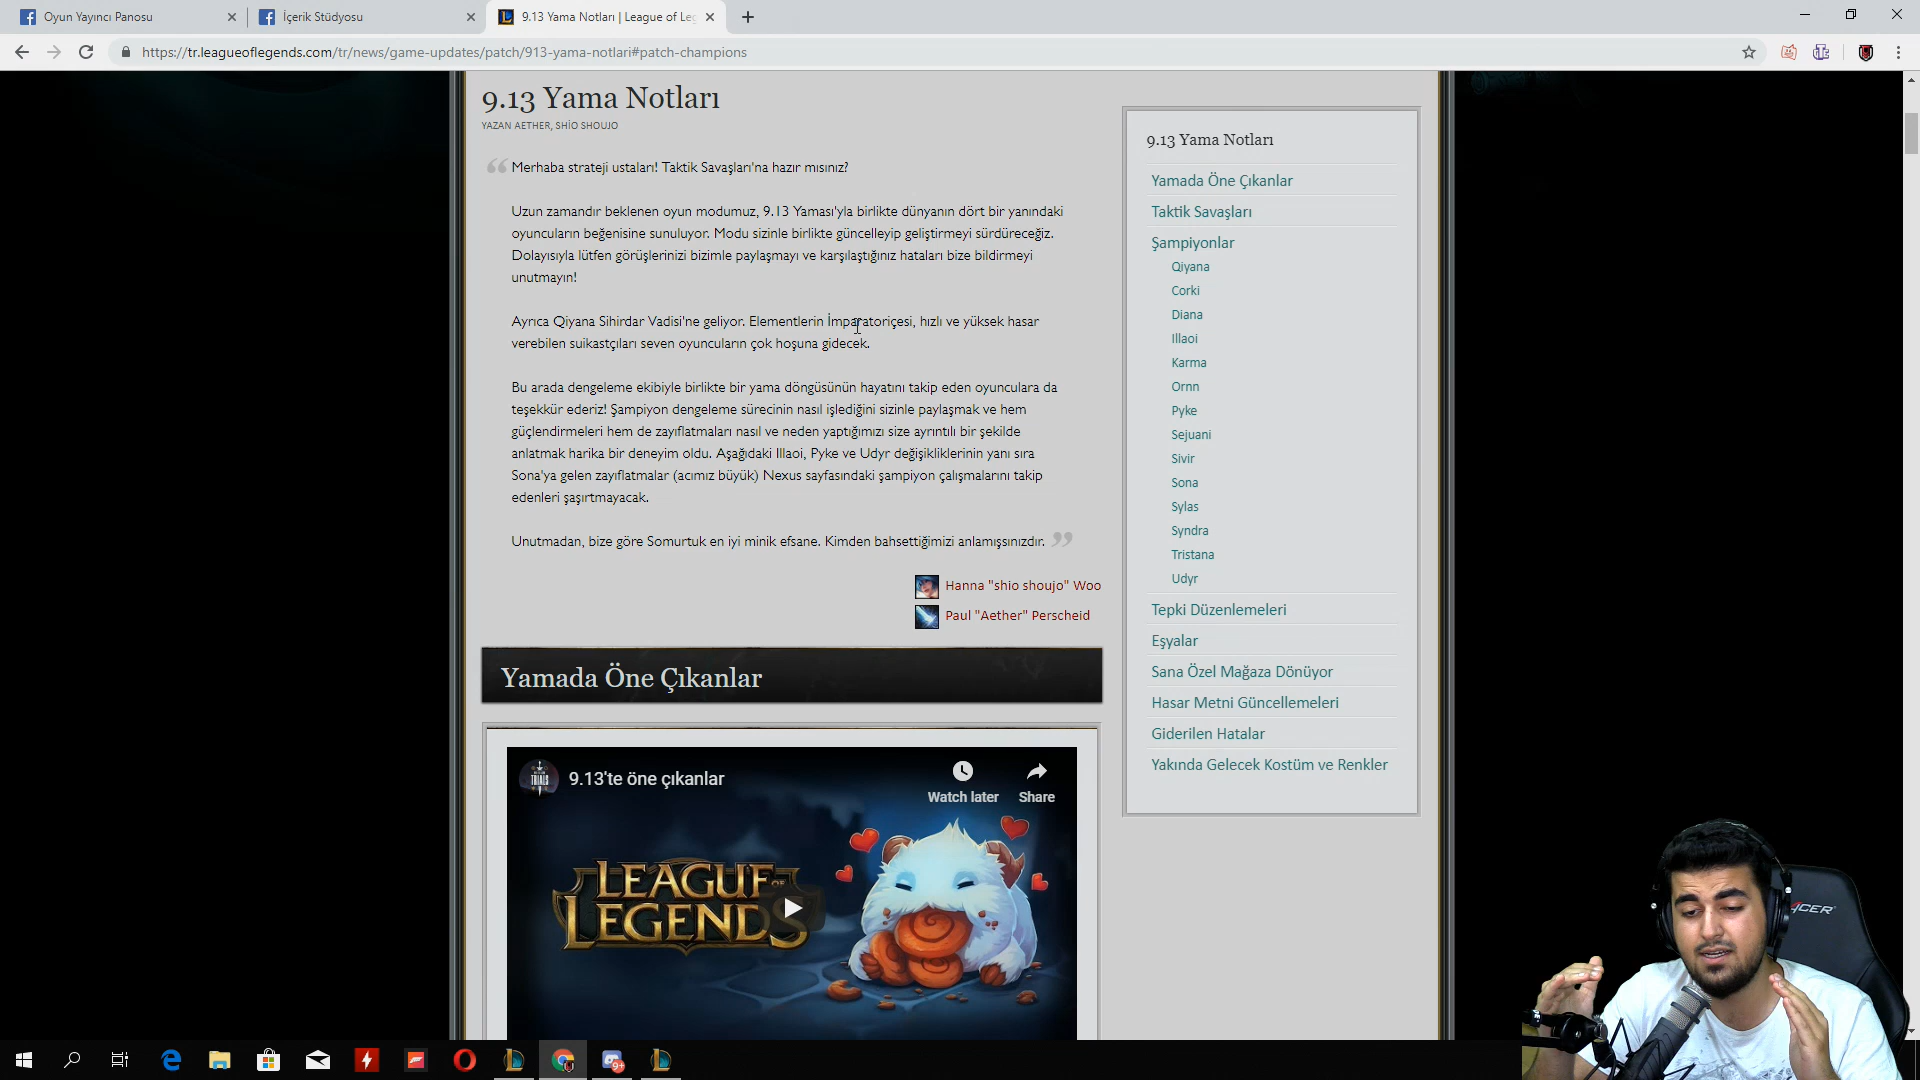 Oyun Yayıncı Panosu
İçerik Stüdyosu
9.13 Yama Notları | League of Leg
https://tr.leagueoflegends.com/tr/news/game-updates/patch/913-yama-notlari#patch-champions
9.13 Yama Notları
YAZAN AETHER, SHİO SHOUJO
Merhaba strateji ustaları! Taktik Savaşları'na hazır mısınız?
Uzun zamandır beklenen oyun modumuz, 9.13 Yaması'yla birlikte dünyanın dört bir yanındaki
oyuncuların beğenisine sunuluyor. Modu sizinle birlikte güncelleyip geliştirmeyi sürdüreceğiz.
Dolayısıyla lütfen görüşlerinizi bizimle paylaşmayı ve karşılaştığınız hataları bize bildirmeyi
unutmayın!
Ayrıca Qiyana Sihirdar Vadisi'ne geliyor. Elementlerin İmparatoriçesi, hızlı ve yüksek hasar
verebilen suikastçıları seven oyuncuların çok hoşuna gidecek.
Bu arada dengeleme ekibiyle birlikte bir yama döngüsünün hayatını takip eden oyunculara da
teşekkür ederiz! Şampiyon dengeleme sürecinin nasıl işlediğini sizinle paylaşmak ve hem
güçlendirmeleri hem de zayıflatmaları nasıl ve neden yaptığımızı size ayrıntılı bir şekilde
anlatmak harika bir deneyim oldu. Aşağıdaki Illaoi, Pyke ve Udyr değişikliklerinin yanı sıra
Sona'ya gelen zayıflatmalar (acımız büyük) Nexus sayfasındaki şampiyon çalışmalarını takip
edenleri şaşırtmayacak.
Unutmadan, bize göre Somurtuk en iyi minik efsane. Kimden bahsettiğimizi anlamışsınızdır.
Hanna "shio shoujo" Woo
Paul "Aether" Perscheid
Yamada Öne Çıkanlar
TRIALS
9.13'te öne çıkanlar
Watch later
Share
LEAGUE OF
LEGENDS
9.13 Yama Notları
Yamada Öne Çıkanlar
Taktik Savaşları
Şampiyonlar
Qiyana
Corki
Diana
Illaoi
Karma
Ornn
Pyke
Sejuani
Sivir
Sona
Sylas
Syndra
Tristana
Udyr
Tepki Düzenlemeleri
Eşyalar
Sana Özel Mağaza Dönüyor
Hasar Metni Güncellemeleri
Giderilen Hatalar
Yakında Gelecek Kostüm ve Renkler
ACER
9+